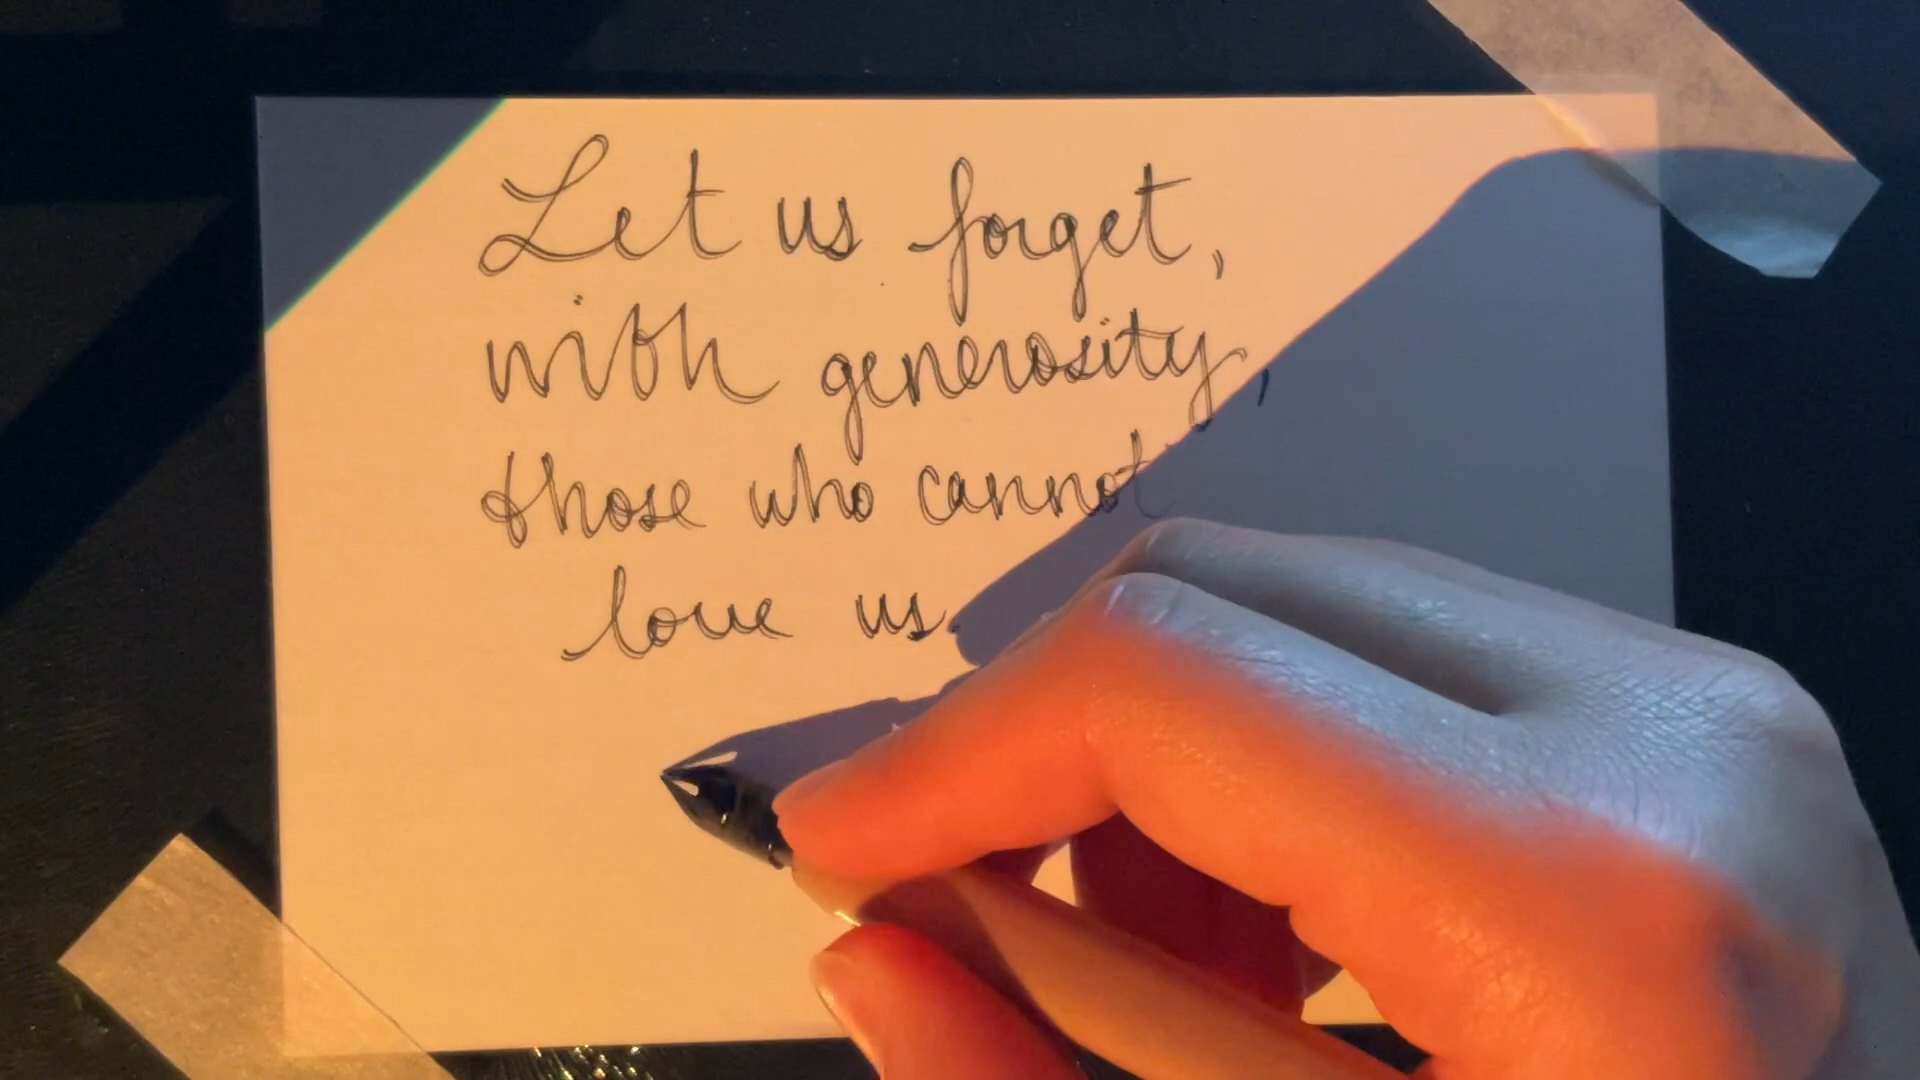 Let us forget,
with generosity,
those who cannot
love us